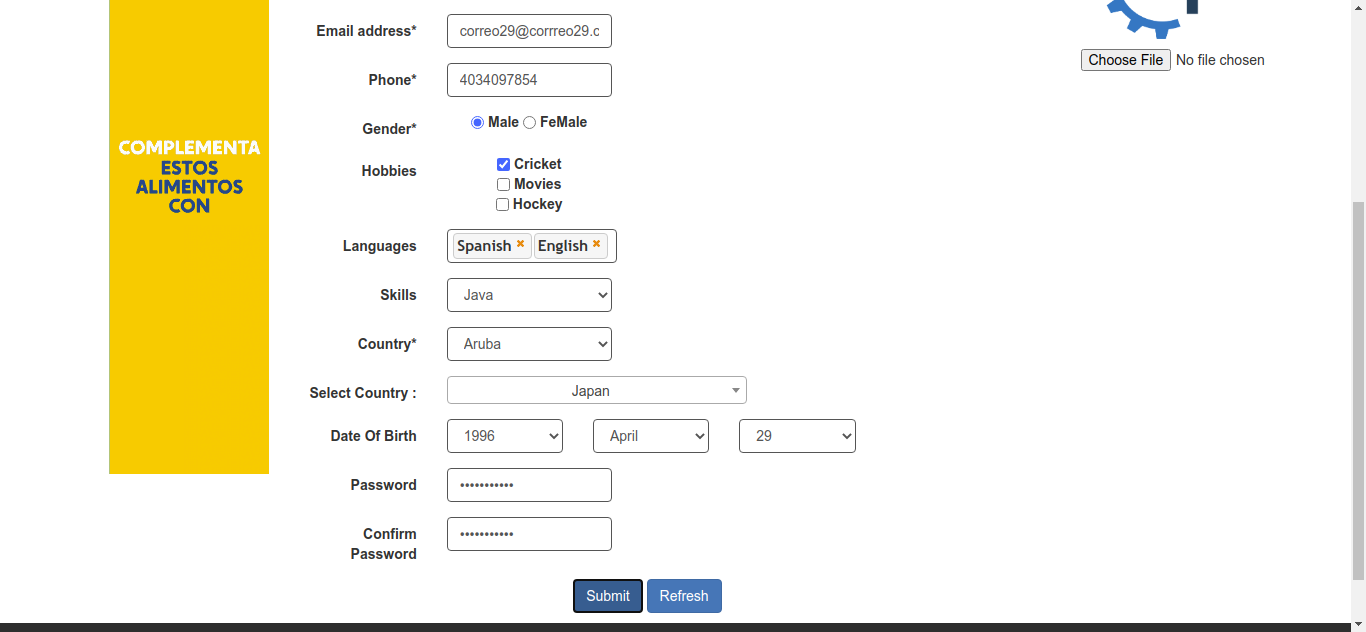 Email address*
correo29@corrreo29.c
Choose File No file chosen
Phone*
4034097854
Gender*
Male FeMale
Hobbies
Cricket
Movies
Hockey
COMPLEMENTA
ESTOS
ALIMENTOS
CON
Languages
Spanish English
Skills
Java
Country*
Aruba
Select Country :
Japan
Date Of Birth
1996 April 29
Password
•••••••••••
Confirm
Password
•••••••••••
Submit Refresh